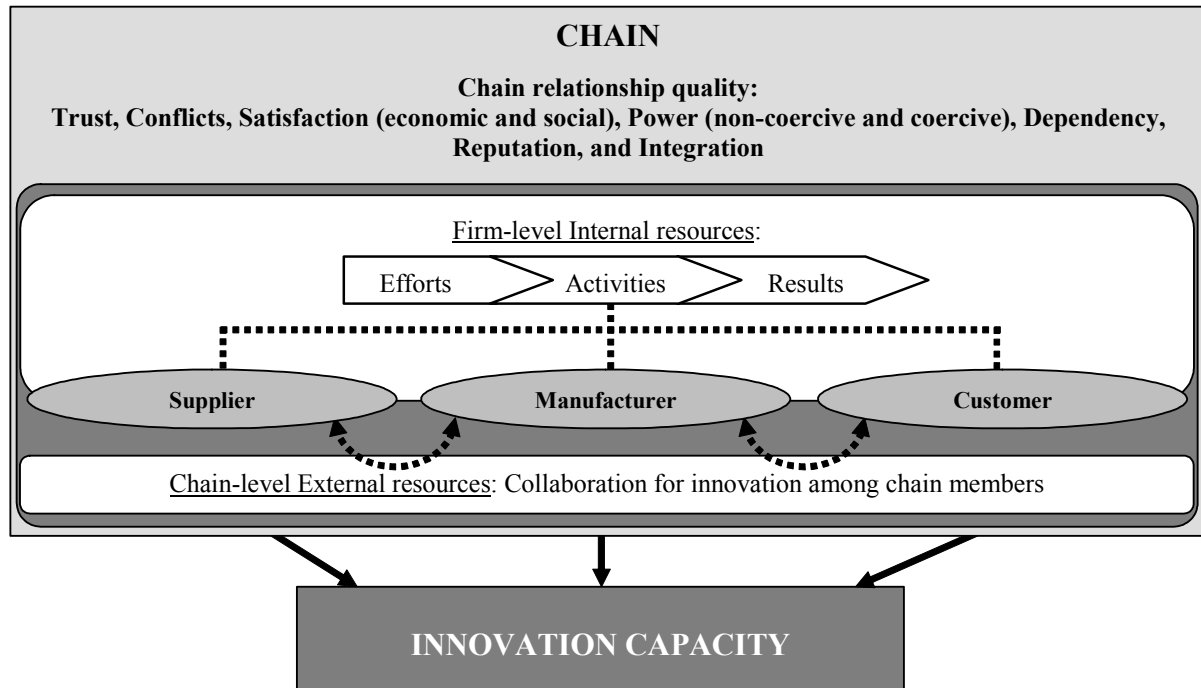 CHAIN
Chain relationship quality:
Trust, Conflicts, Satisfaction (economic and social), Power (non-coercive and coercive), Dependency,
Reputation, and Integration
Firm-level Internal resources:
Efforts Activities Results
Supplier Manufacturer Customer
Chain-level External resources: Collaboration for innovation among chain members
INNOVATION CAPACITY